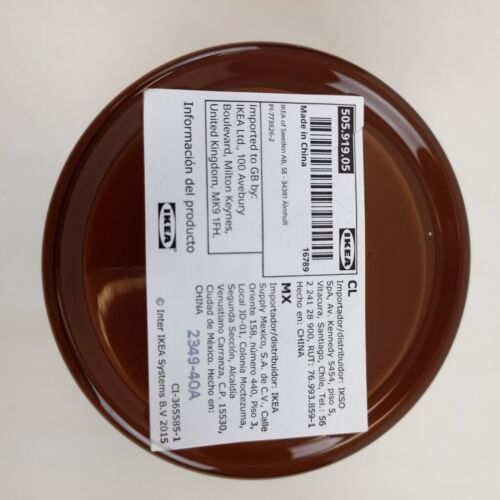 505.919.05
IKEA
Made in China
16789
IKEA of Sweden AB, SE - 34381 Älmhult
PI-773826-2
Imported to GB by:
IKEA Ltd., 100 Avebury
Boulevard, Milton Keynes,
United Kingdom, MK9 1FH.
Información del producto
IKEA
CL
Importador/distribuidor: IKSO
SpA, Av. Kennedy 5454, piso 5,
Vitacura, Santiago, Chile, Tel.: 56
2 241 28 900, RUT: 76.993.859-1
Hecho en: CHINA
MX
Importador/distribuidor: IKEA
Supply Mexico, S.A. de C.V., Calle
Oriente 158, número 440, Piso 3,
Local JD-01, Colonia Moctezuma,
Segunda Sección, Alcaldía
Venustiano Carranza, C.P. 15530,
Ciudad de México. Hecho en:
CHINA
2349-40A
CI-365585-1
© Inter IKEA Systems B.V 2015